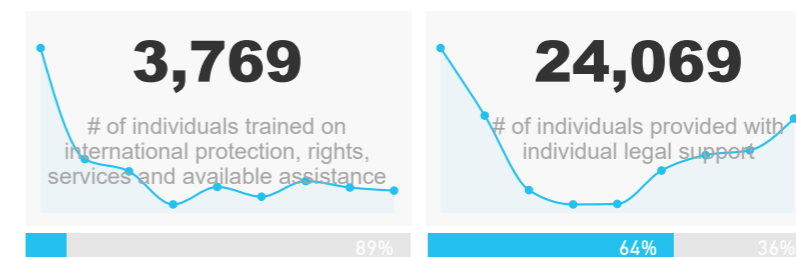 3,769
# of individuals trained on
international protection, rights,
services and available assistance
89%
24,069
# of individuals provided with
individual legal support
64%
36%